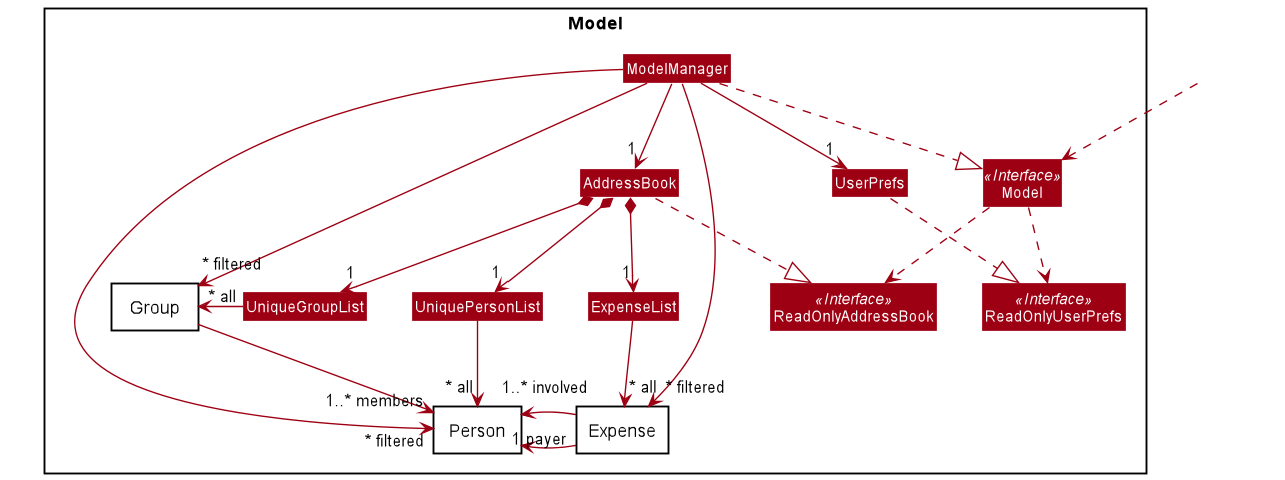 Model
ModelManager
1
1
AddressBook
UserPrefs
«Interface»
Model
* filtered
* all
1
1
1
Group
UniqueGroupList
UniquePersonList
ExpenseList
«Interface»
ReadOnlyAddressBook
«Interface»
ReadOnlyUserPrefs
1..* members
* all
1..* involved
* all
* filtered
* filtered
Person
1 payer
Expense